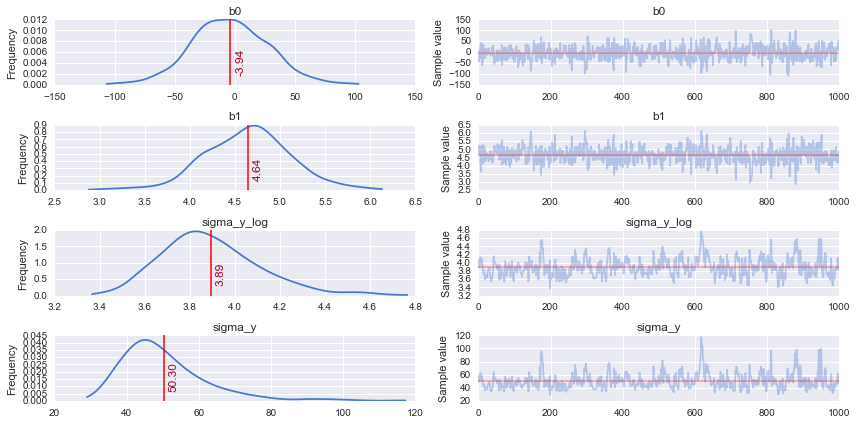 b0
Frequency
0.012
0.010
0.008
0.006
0.004
0.002
0.000
-3.94
−150 −100 −50 0 50 100 150
b0
Sample value
150
100
50
0
−50
−100
−150
0 200 400 600 800 1000
b1
Frequency
0.9
0.8
0.7
0.6
0.5
0.4
0.3
0.2
0.1
0.0
4.64
2.5 3.0 3.5 4.0 4.5 5.0 5.5 6.0 6.5
b1
Sample value
6.5
6.0
5.5
5.0
4.5
4.0
3.5
3.0
2.5
0 200 400 600 800 1000
sigma_y_log
Frequency
2.0
1.5
1.0
0.5
0.0
3.89
3.2 3.4 3.6 3.8 4.0 4.2 4.4 4.6 4.8
sigma_y_log
Sample value
4.8
4.6
4.4
4.2
4.0
3.8
3.6
3.4
3.2
0 200 400 600 800 1000
sigma_y
Frequency
0.045
0.040
0.035
0.030
0.025
0.020
0.015
0.010
0.005
0.000
50.30
20 40 60 80 100 120
sigma_y
Sample value
120
100
80
60
40
20
0 200 400 600 800 1000